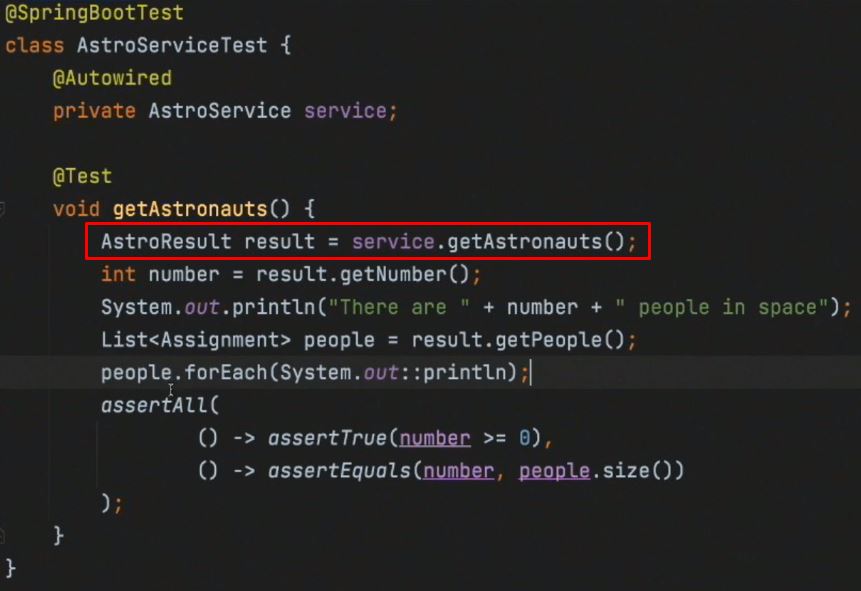 @SpringBootTest
class AstroServiceTest {
    @Autowired
    private AstroService service;

    @Test
    void getAstronauts() {
        AstroResult result = service.getAstronauts();
        int number = result.getNumber();
        System.out.println("There are " + number + " people in space");
        List<Assignment> people = result.getPeople();
        people.forEach(System.out::println);
        assertAll(
                () -> assertTrue(number >= 0),
                () -> assertEquals(number, people.size())
        );
    }
}